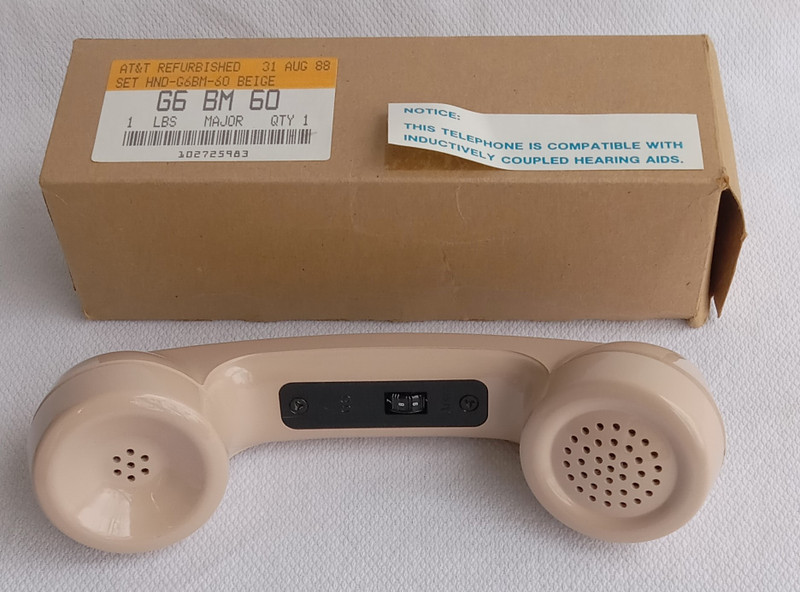 AT&T REFURBISHED 31 AUG 88
SET HND-G6BM-60 BEIGE
G6 BM 60
1 LBS MAJOR QTY 1
102725983
NOTICE:
THIS TELEPHONE IS COMPATIBLE WITH
INDUCTIVELY COUPLED HEARING AIDS.